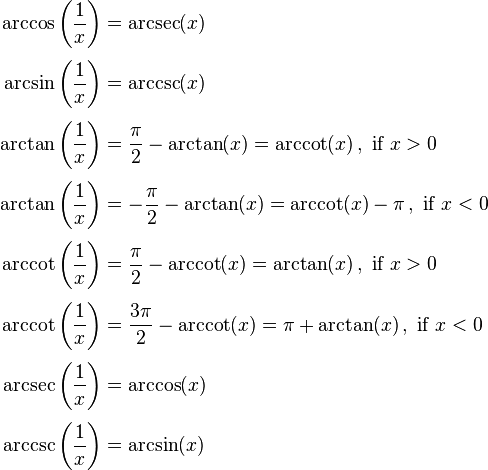 arccos(1/x) = arcsec(x)
arcsin(1/x) = arccsc(x)
arctan(1/x) = π/2 − arctan(x) = arccot(x) , if x > 0
arctan(1/x) = −π/2 − arctan(x) = arccot(x) − π , if x < 0
arccot(1/x) = π/2 − arccot(x) = arctan(x) , if x > 0
arccot(1/x) = 3π/2 − arccot(x) = π + arctan(x) , if x < 0
arcsec(1/x) = arccos(x)
arccsc(1/x) = arcsin(x)